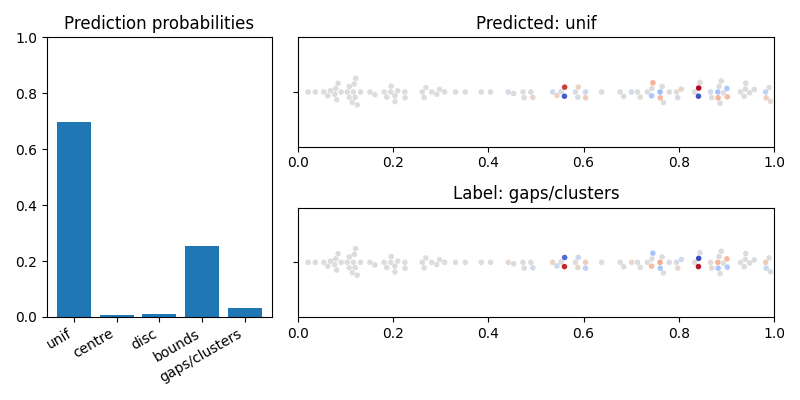 Prediction probabilities
1.0
0.8
0.6
0.4
0.2
0.0
unif
centre
disc
bounds
gaps/clusters
Predicted: unif
0.0 0.2 0.4 0.6 0.8 1.0
Label: gaps/clusters
0.0 0.2 0.4 0.6 0.8 1.0